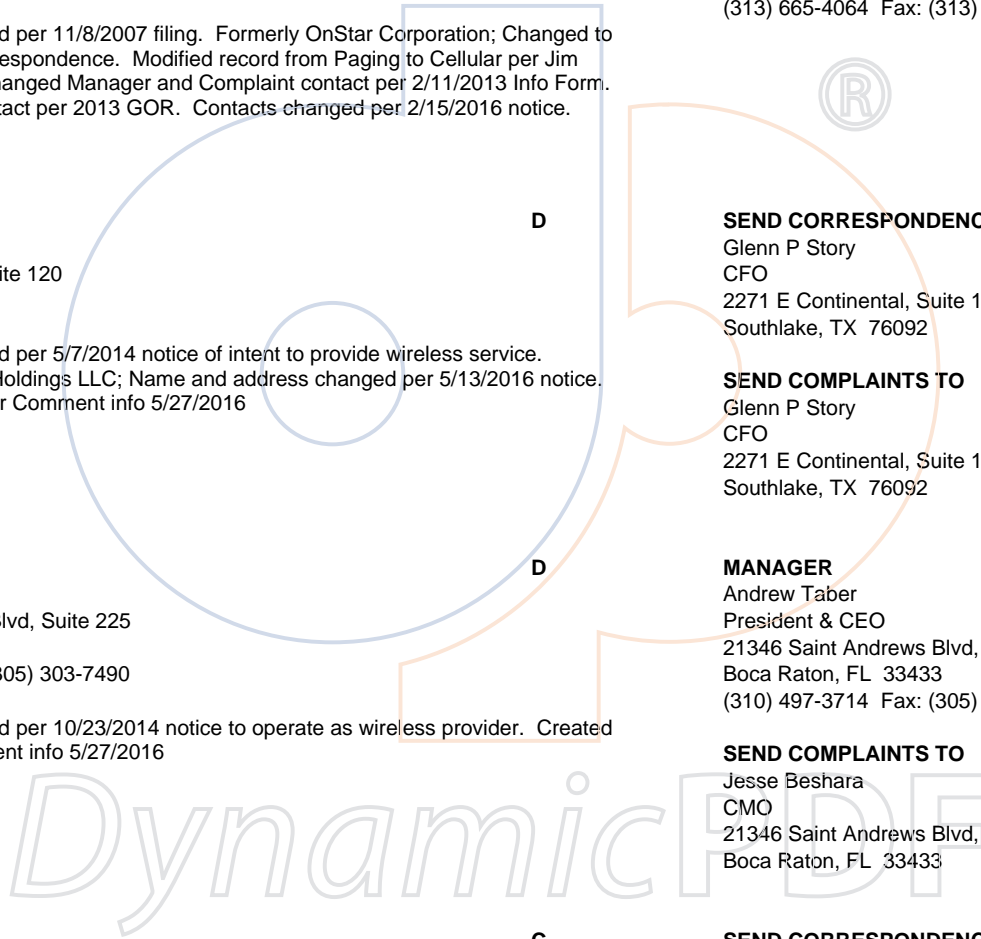 (313) 665-4064 Fax: (313)
d per 11/8/2007 filing. Formerly OnStar Corporation; Changed to
espondence. Modified record from Paging to Cellular per Jim
hanged Manager and Complaint contact per 2/11/2013 Info Form.
tact per 2013 GOR. Contacts changed per 2/15/2016 notice.
®
D
ite 120
d per 5/7/2014 notice of intent to provide wireless service.
Holdings LLC; Name and address changed per 5/13/2016 notice.
r Comment info 5/27/2016
SEND CORRESPONDENC
Glenn P Story
CFO
2271 E Continental, Suite 1
Southlake, TX 76092
SEND COMPLAINTS TO
Glenn P Story
CFO
2271 E Continental, Suite 1
Southlake, TX 76092
D
lvd, Suite 225
305) 303-7490
d per 10/23/2014 notice to operate as wireless provider. Created
ent info 5/27/2016
MANAGER
Andrew Taber
President & CEO
21346 Saint Andrews Blvd,
Boca Raton, FL 33433
(310) 497-3714 Fax: (305)
SEND COMPLAINTS TO
Jesse Beshara
CMO
21346 Saint Andrews Blvd,
Boca Raton, FL 33433
DynamicPDF
C
SEND CORRESPONDENC